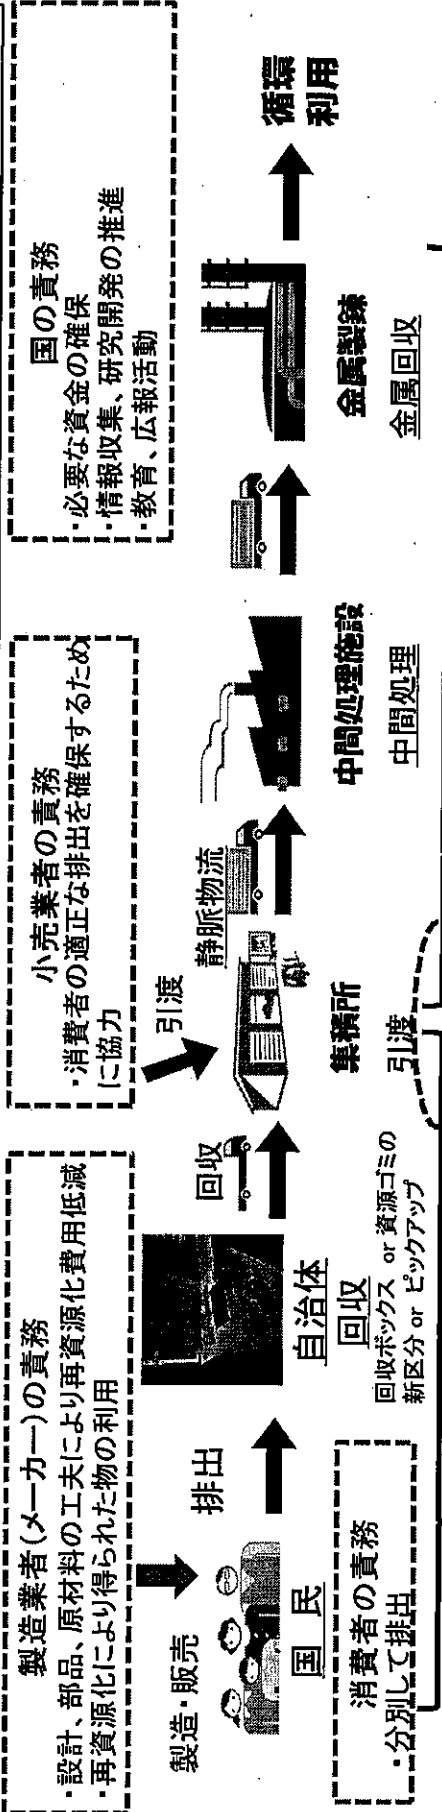 製造業者(メーカー)の責務
・設計、部品、原材料の工夫により再資源化費用低減
・再資源化により得られた物の利用
小売業者の責務
・消費者の適正な排出を確保するため
に協力
国の責務
・必要な資金の確保
・情報収集、研究開発の推進
・教育、広報活動
製造・販売
排出
回収
引渡
静脈物流
循環
利用
国民
自治体
回収
集積所
引渡
中間処理施設
中間処理
金属製錬
金属回収
回収ボックス or 資源ゴミの
新区分 or ピックアップ
消費者の責務
・分別して排出